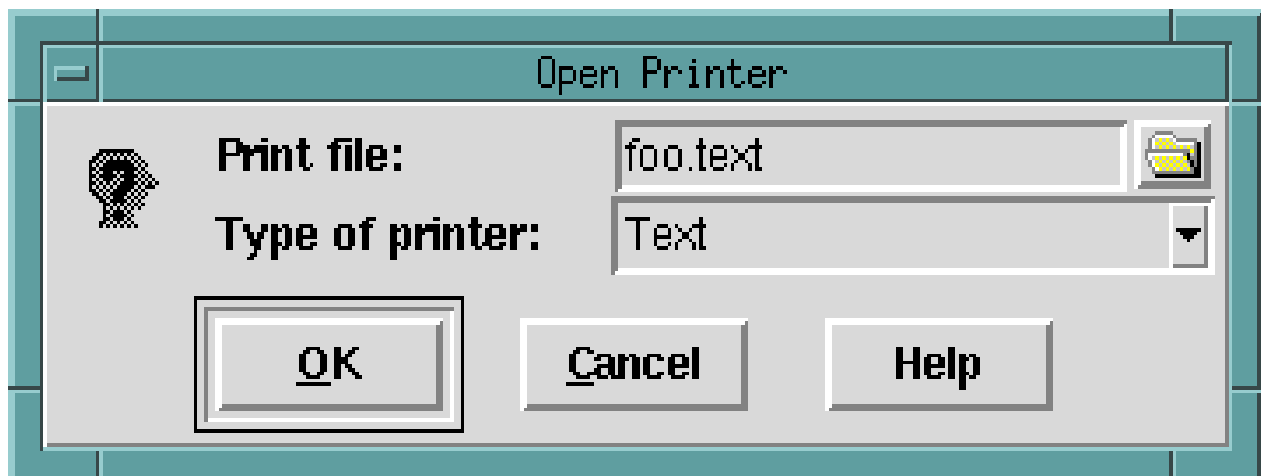 Open Printer
Print file: foo.text
Type of printer: Text
OK Cancel Help